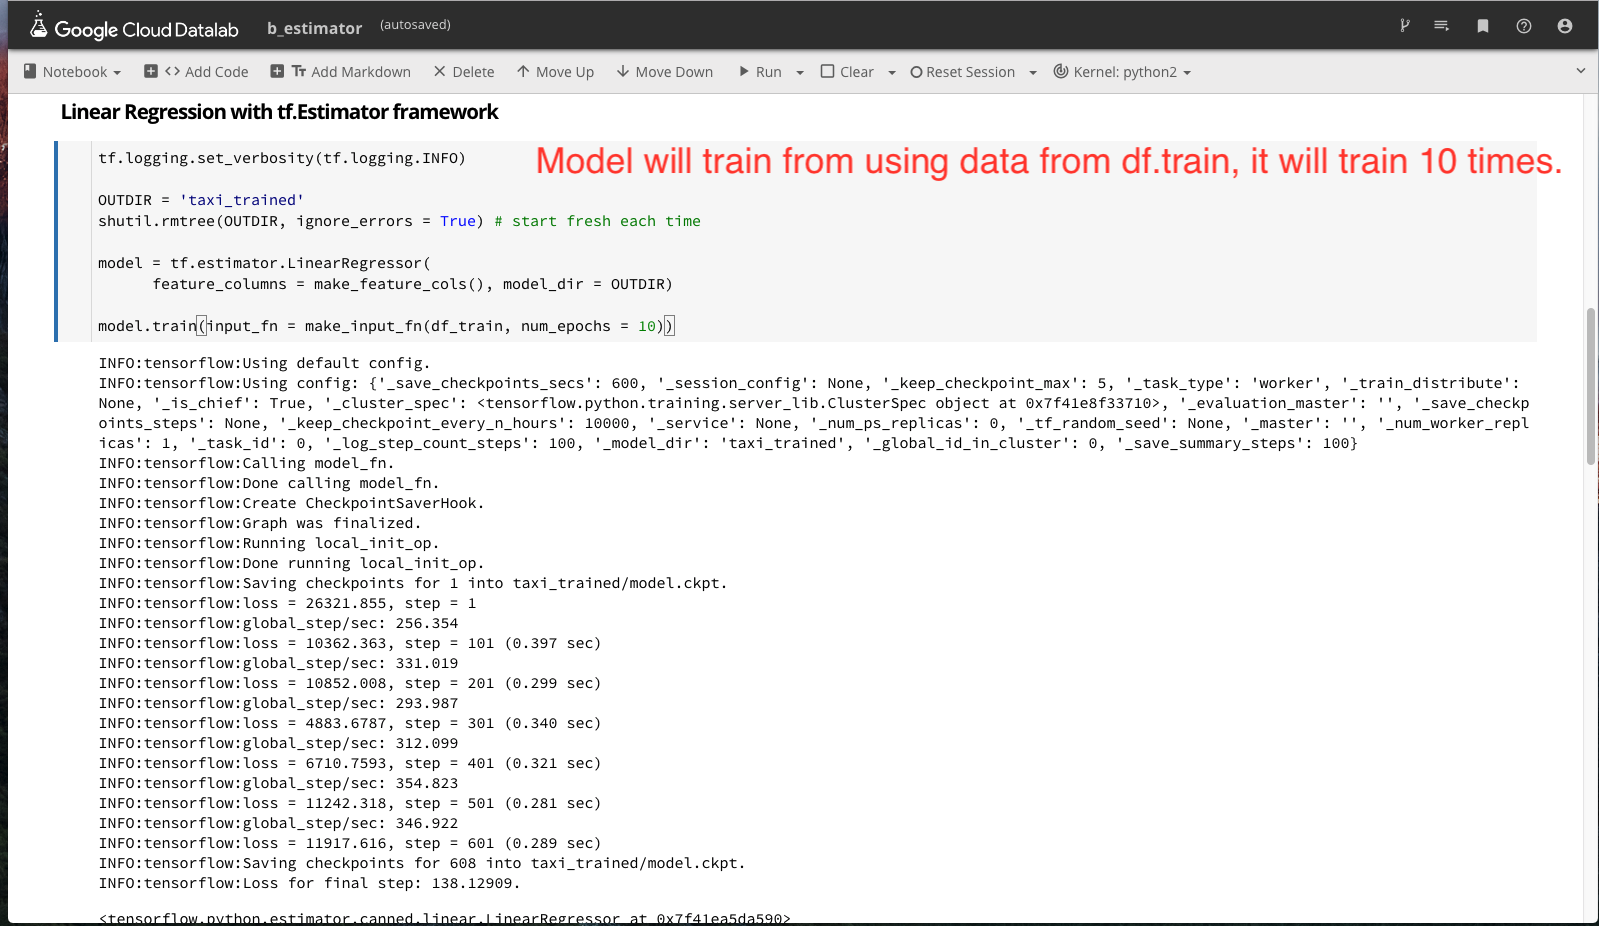 Google Cloud Datalab b_estimator (autosaved)
Notebook <> Add Code Tт Add Markdown Delete Move Up Move Down Run Clear Reset Session Kernel: python2
Linear Regression with tf.Estimator framework
Model will train from using data from df.train, it will train 10 times.
tf.logging.set_verbosity(tf.logging.INFO)
OUTDIR = 'taxi_trained'
shutil.rmtree(OUTDIR, ignore_errors = True) # start fresh each time
model = tf.estimator.LinearRegressor(
feature_columns = make_feature_cols(), model_dir = OUTDIR)
model.train(input_fn = make_input_fn(df_train, num_epochs = 10))
INFO:tensorflow:Using default config.
INFO:tensorflow:Using config: {'_save_checkpoints_secs': 600, '_session_config': None, '_keep_checkpoint_max': 5, '_task_type': 'worker', '_train_distribute':
None, '_is_chief': True, '_cluster_spec': <tensorflow.python.training.server_lib.ClusterSpec object at 0x7f41e8f33710>, '_evaluation_master': '', '_save_checkp
oints_steps': None, '_keep_checkpoint_every_n_hours': 10000, '_service': None, '_num_ps_replicas': 0, '_tf_random_seed': None, '_master': '', '_num_worker_repl
icas': 1, '_task_id': 0, '_log_step_count_steps': 100, '_model_dir': 'taxi_trained', '_global_id_in_cluster': 0, '_save_summary_steps': 100}
INFO:tensorflow:Calling model_fn.
INFO:tensorflow:Done calling model_fn.
INFO:tensorflow:Create CheckpointSaverHook.
INFO:tensorflow:Graph was finalized.
INFO:tensorflow:Running local_init_op.
INFO:tensorflow:Done running local_init_op.
INFO:tensorflow:Saving checkpoints for 1 into taxi_trained/model.ckpt.
INFO:tensorflow:loss = 26321.855, step = 1
INFO:tensorflow:global_step/sec: 256.354
INFO:tensorflow:loss = 10362.363, step = 101 (0.397 sec)
INFO:tensorflow:global_step/sec: 331.019
INFO:tensorflow:loss = 10852.008, step = 201 (0.299 sec)
INFO:tensorflow:global_step/sec: 293.987
INFO:tensorflow:loss = 4883.6787, step = 301 (0.340 sec)
INFO:tensorflow:global_step/sec: 312.099
INFO:tensorflow:loss = 6710.7593, step = 401 (0.321 sec)
INFO:tensorflow:global_step/sec: 354.823
INFO:tensorflow:loss = 11242.318, step = 501 (0.281 sec)
INFO:tensorflow:global_step/sec: 346.922
INFO:tensorflow:loss = 11917.616, step = 601 (0.289 sec)
INFO:tensorflow:Saving checkpoints for 608 into taxi_trained/model.ckpt.
INFO:tensorflow:Loss for final step: 138.12909.
<tensorflow.python.estimator.canned.linear.LinearRegressor at 0x7f41ea5da590>